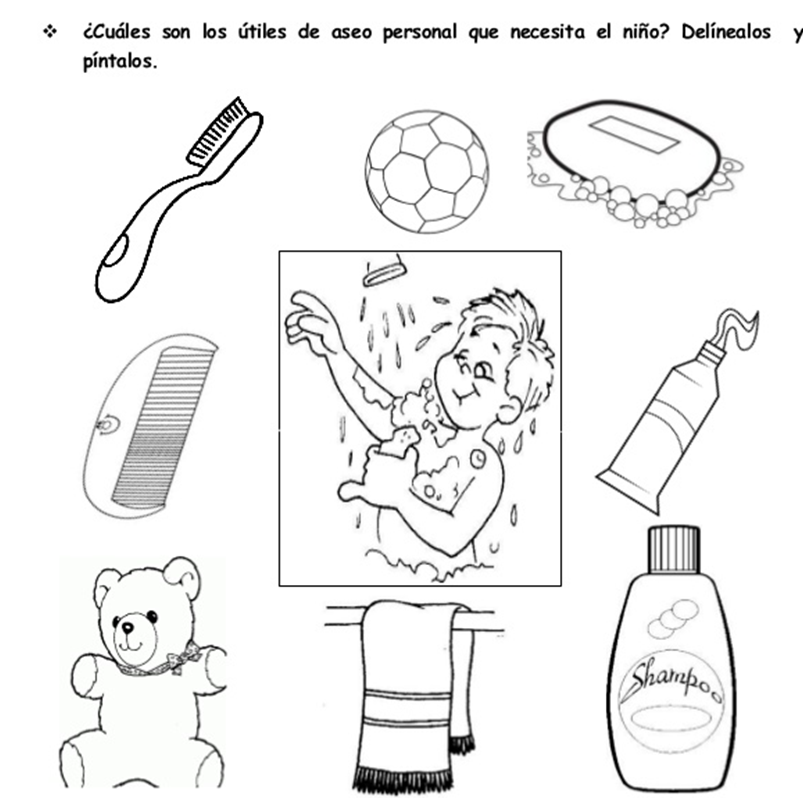 ❖ ¿Cuáles son los útiles de aseo personal que necesita el niño? Delínealos y
píntalos.
Shampoo